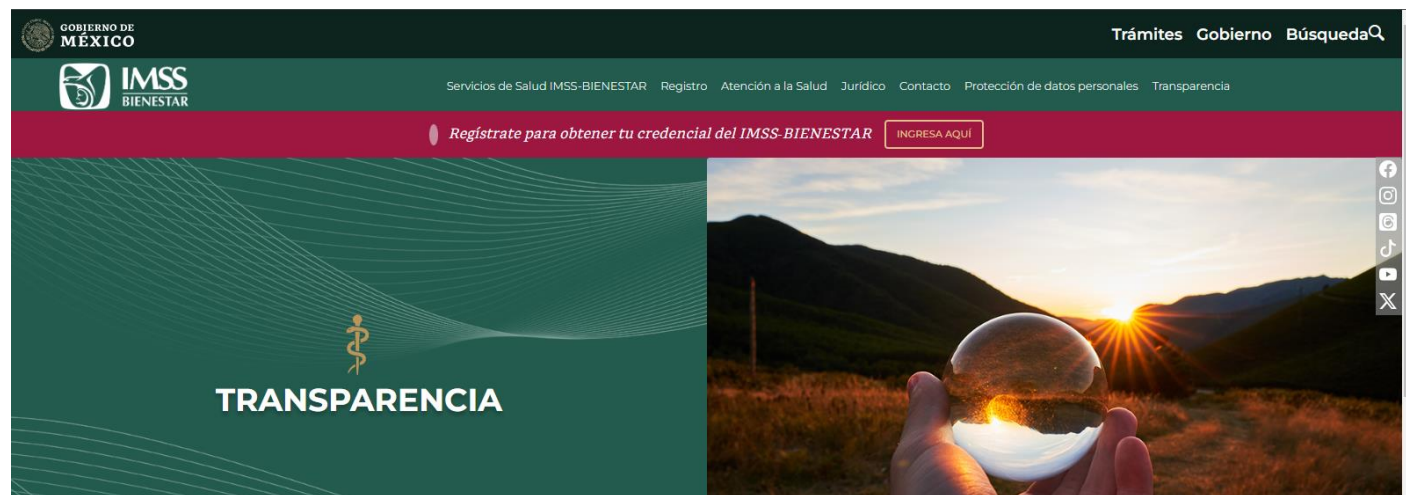 GOBIERNO DE
MÉXICO
Trámites Gobierno Búsqueda
IMSS
BIENESTAR
Servicios de Salud IMSS-BIENESTAR Registro Atención a la Salud Jurídico Contacto Protección de datos personales Transparencia
Regístrate para obtener tu credencial del IMSS-BIENESTAR INGRESA AQUÍ
TRANSPARENCIA